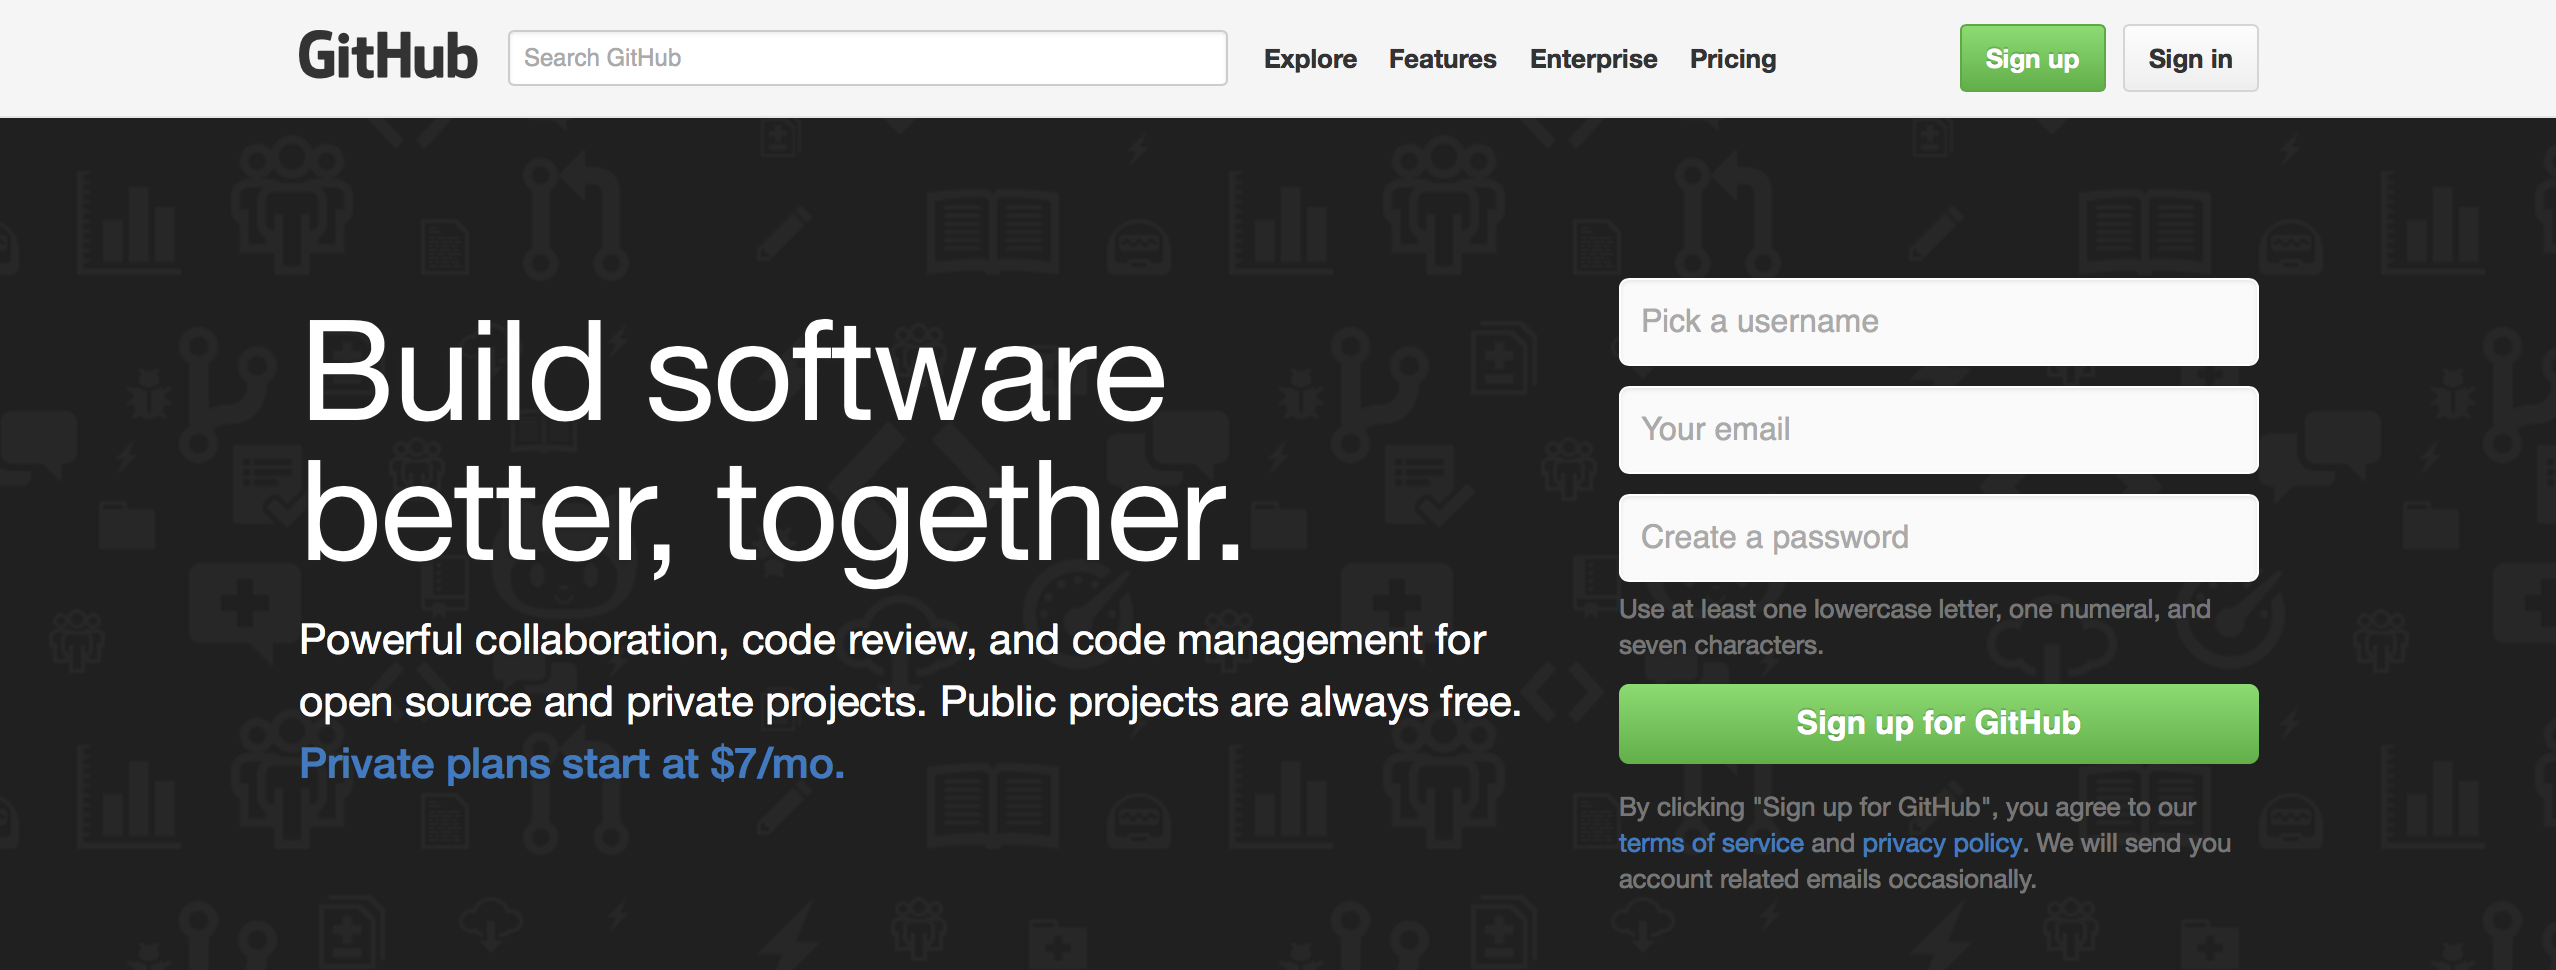 GitHub
Search GitHub
Explore Features Enterprise Pricing
Sign up
Sign in
Build software
better, together.
Powerful collaboration, code review, and code management for
open source and private projects. Public projects are always free.
Private plans start at $7/mo.
Pick a username
Your email
Create a password
Use at least one lowercase letter, one numeral, and
seven characters.
Sign up for GitHub
By clicking "Sign up for GitHub", you agree to our
terms of service and privacy policy. We will send you
account related emails occasionally.